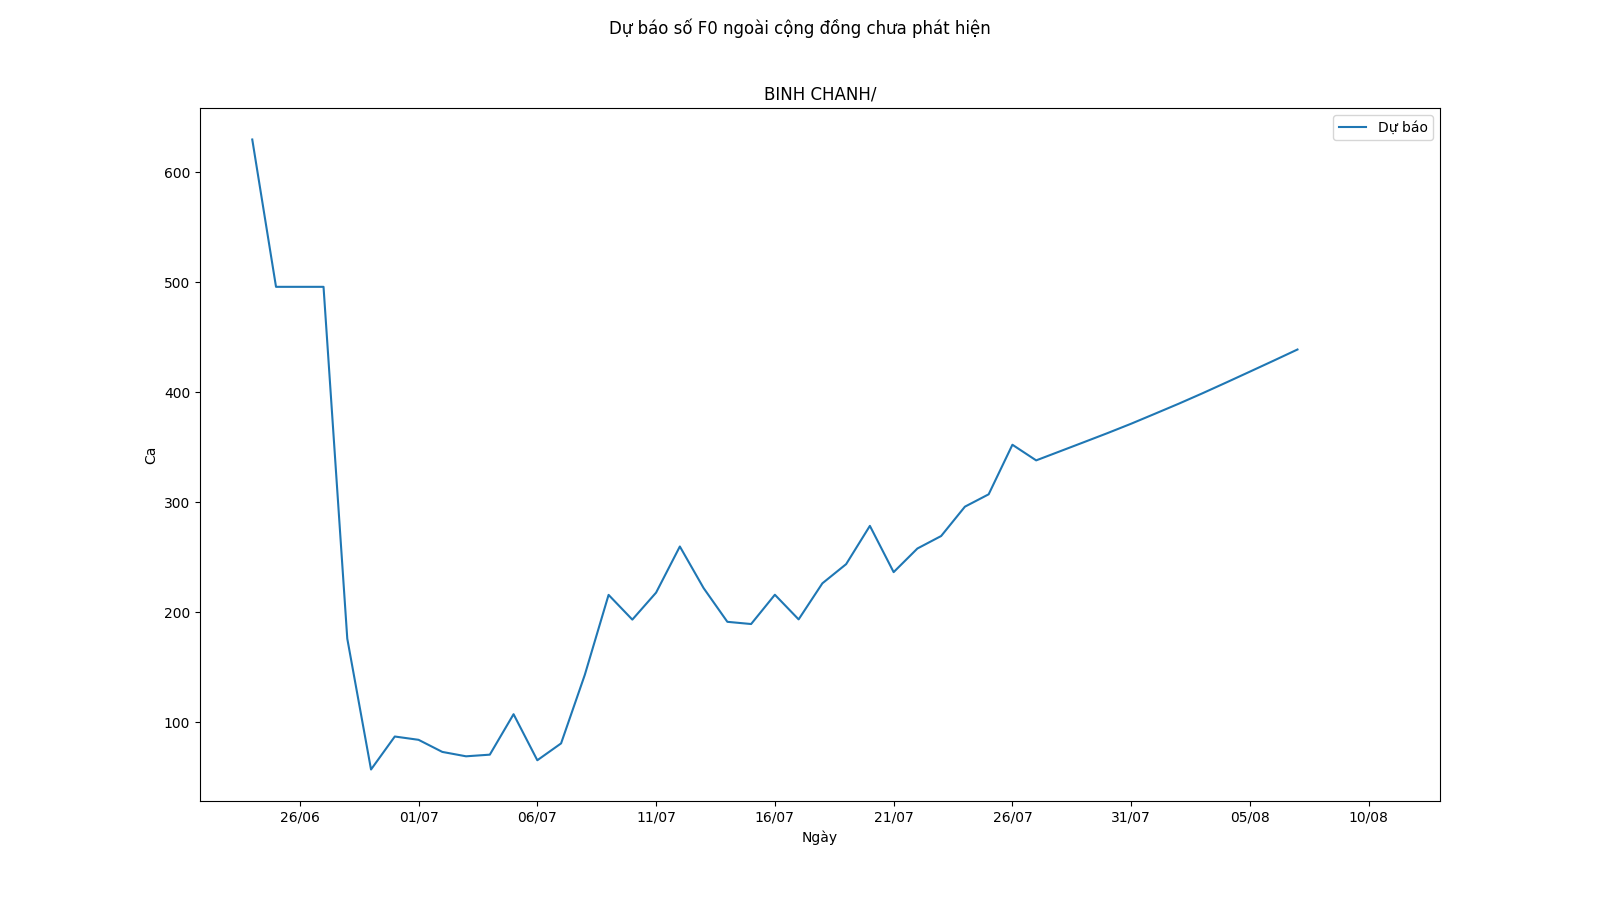 Dự báo số F0 ngoài cộng đồng chưa phát hiện
BINH CHANH/
Dự báo
600
500
400
300
200
100
Ca
26/06 01/07 06/07 11/07 16/07 21/07 26/07 31/07 05/08 10/08
Ngày